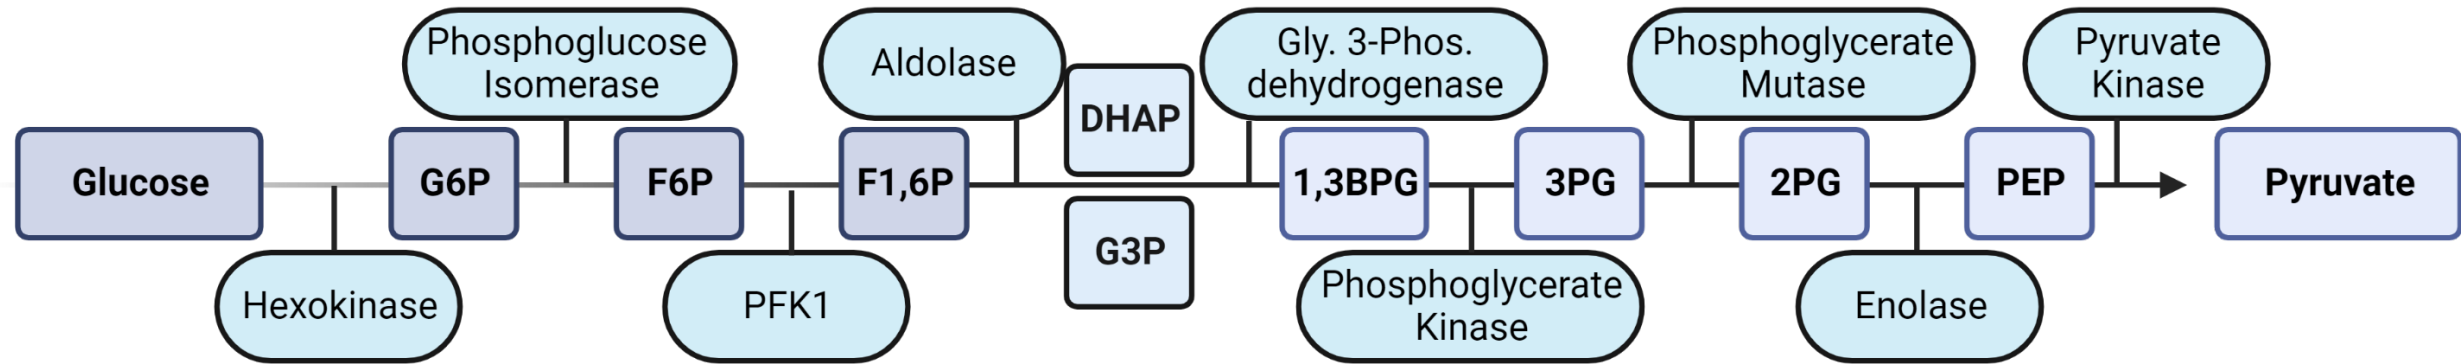 Phosphoglucose
Isomerase
Aldolase
Gly. 3-Phos.
dehydrogenase
Phosphoglycerate
Mutase
Pyruvate
Kinase
DHAP
Glucose
G6P
F6P
F1,6P
1,3BPG
3PG
2PG
PEP
Pyruvate
G3P
Hexokinase
PFK1
Phosphoglycerate
Kinase
Enolase